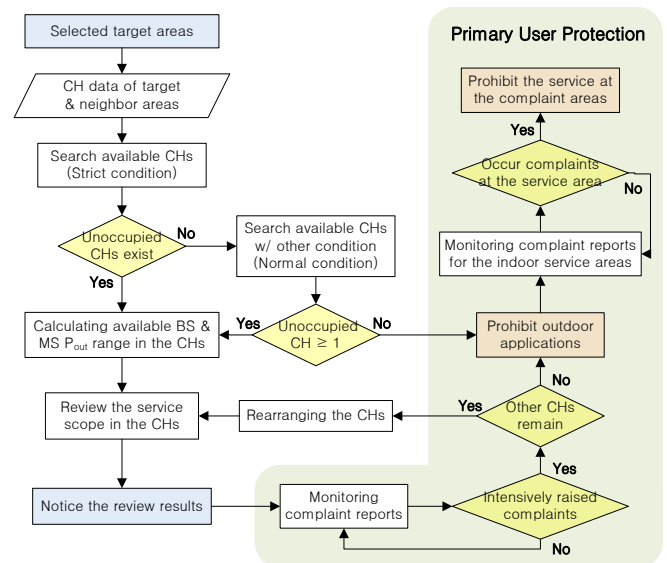 Primary User Protection
Selected target areas
CH data of target
& neighbor areas
Search available CHs
(Strict condition)
Unoccupied
CHs exist
No
Yes
Search available CHs
w/ other condition
(Normal condition)
Unoccupied
CH ≥ 1
Yes
No
Calculating available BS &
MS Pout range in the CHs
Review the service
scope in the CHs
Rearranging the CHs
Notice the review results
Monitoring
complaint reports
Intensively raised
complaints
No
Yes
Other CHs
remain
Yes
No
Prohibit outdoor
applications
Monitoring complaint reports
for the indoor service areas
Occur complaints
at the service area
No
Yes
Prohibit the service at
the complaint areas